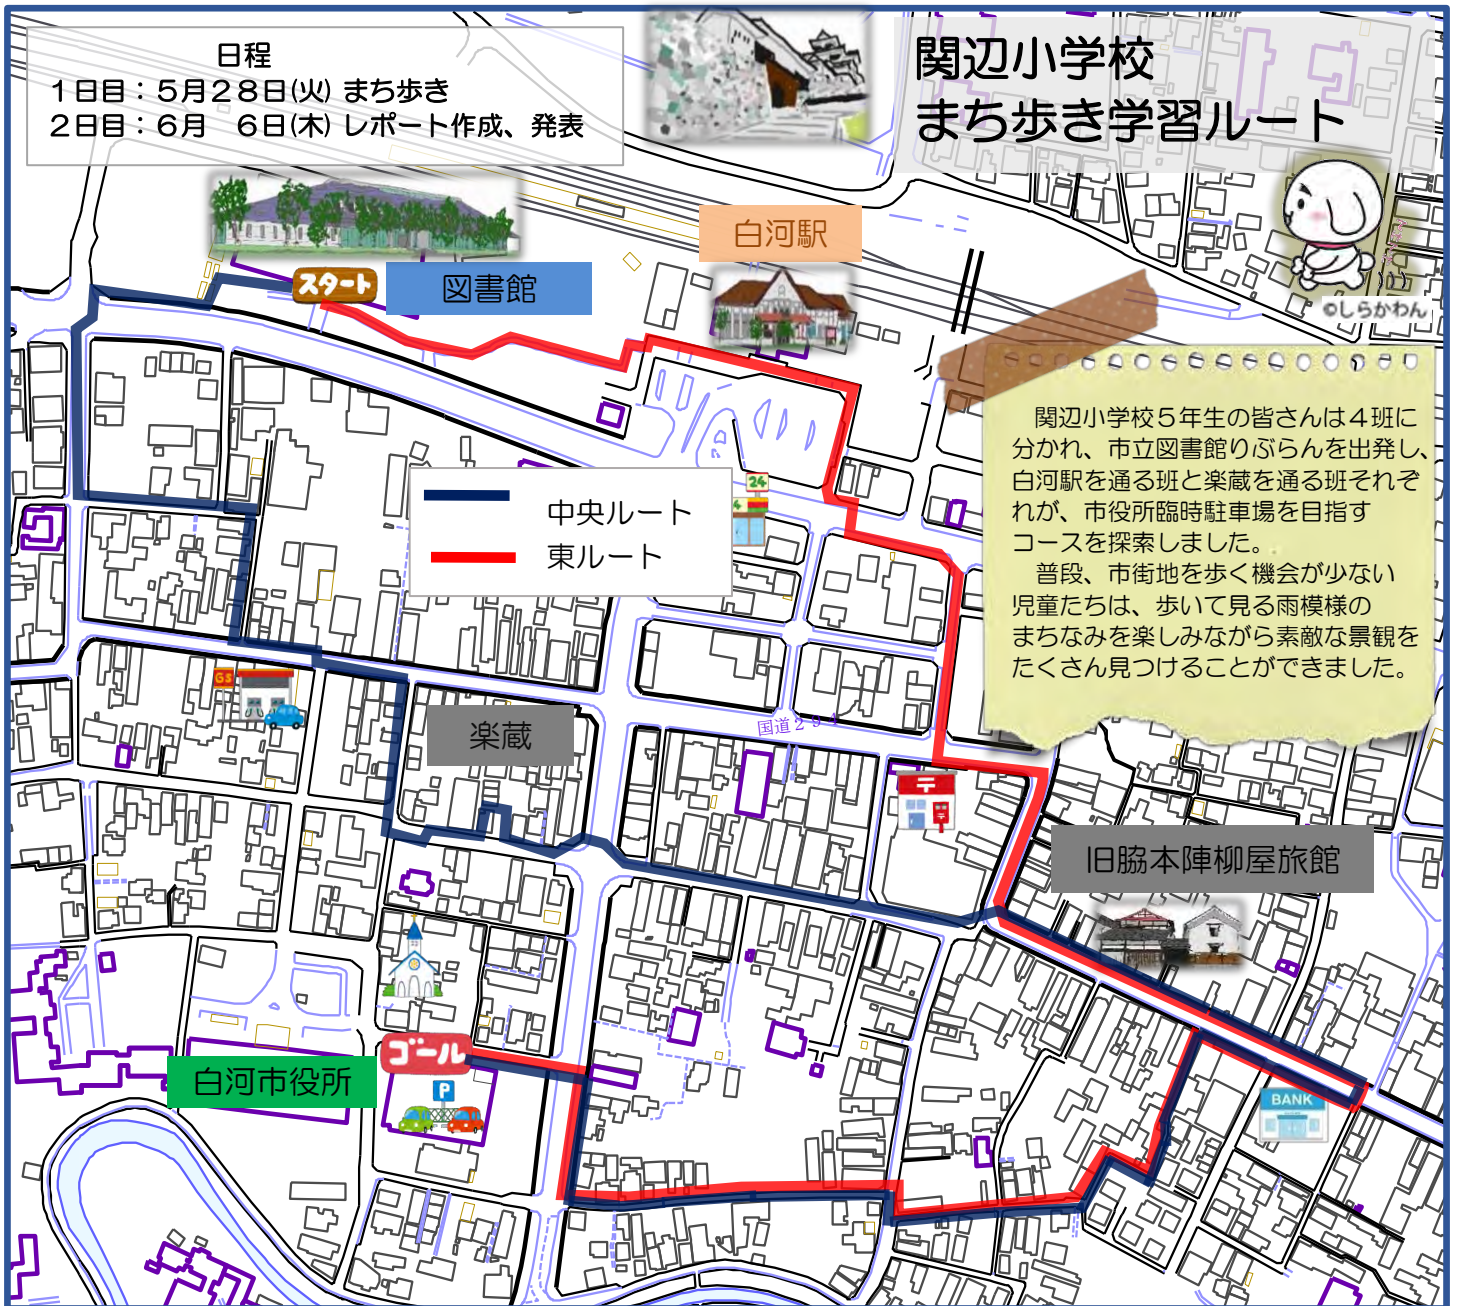 日程
1日目：5月28日(火) まち歩き
2日目：6月　6日(木) レポート作成、発表
関辺小学校
まち歩き学習ルート
©しらかわん
白河駅
スタート
図書館
関辺小学校５年生の皆さんは４班に
分かれ、市立図書館りぶらんを出発し、
白河駅を通る班と楽蔵を通る班それぞ
れが、市役所臨時駐車場を目指す
コースを探索しました。
普段、市街地を歩く機会が少ない
児童たちは、歩いて見る雨模様の
まちなみを楽しみながら素敵な景観を
たくさん見つけることができました。
24
中央ルート
東ルート
GS
楽蔵
国道294
〒
旧脇本陣柳屋旅館
ゴール
白河市役所
P
BANK